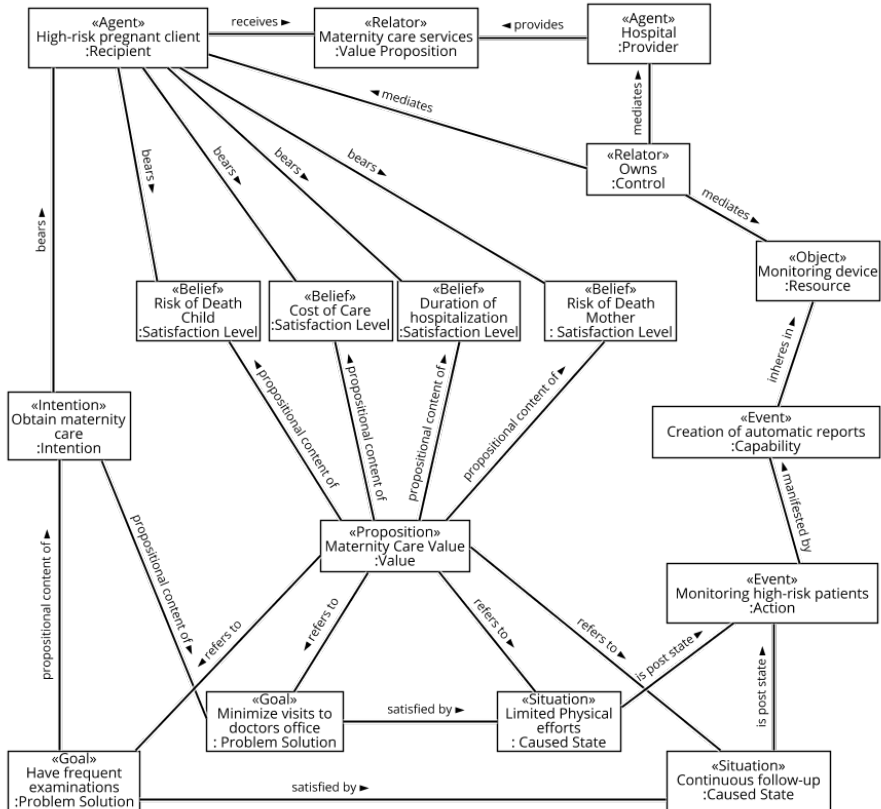 «Agent»
High-risk pregnant client
:Recipient
receives ►
«Relator»
Maternity care services
:Value Proposition
◄ provides
«Agent»
Hospital
:Provider
◄ mediates
mediates ►
«Relator»
Owns
:Control
mediates ►
bears ►
bears ►
bears ►
bears ►
bears ►
«Object»
Monitoring device
:Resource
«Belief»
Risk of Death
Child
:Satisfaction Level
«Belief»
Cost of Care
:Satisfaction Level
«Belief»
Duration of
hospitalization
:Satisfaction Level
«Belief»
Risk of Death
Mother
: Satisfaction Level
inheres in ►
◄ propositional content of
◄ propositional content of
propositional content of ►
propositional content of ►
«Intention»
Obtain maternity
care
:Intention
«Event»
Creation of automatic reports
:Capability
◄ manifested by
propositional content of ►
propositional content of ►
«Proposition»
Maternity Care Value
:Value
«Event»
Monitoring high-risk patients
:Action
◄ refers to
◄ refers to
refers to ►
refers to ►
is post state ►
is post state ►
«Goal»
Minimize visits to
doctors office
: Problem Solution
satisfied by ►
«Situation»
Limited Physical
efforts
: Caused State
«Goal»
Have frequent
examinations
:Problem Solution
satisfied by ►
«Situation»
Continuous follow-up
:Caused State